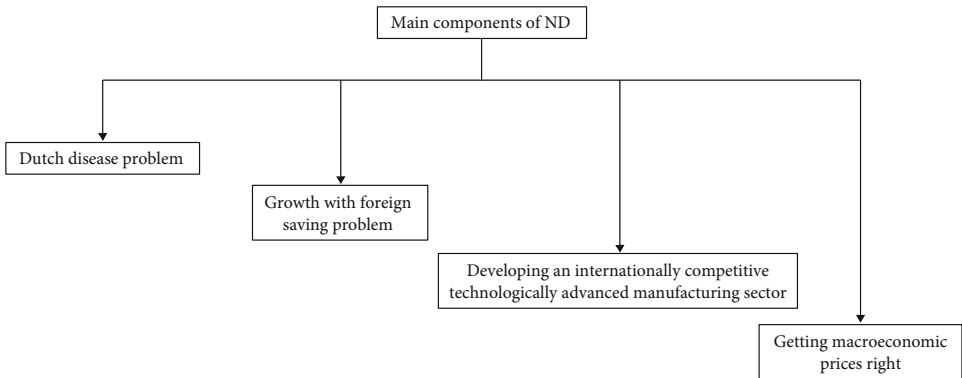 Main components of ND
Dutch disease problem
Growth with foreign
saving problem
Developing an internationally competitive
technologically advanced manufacturing sector
Getting macroeconomic
prices right